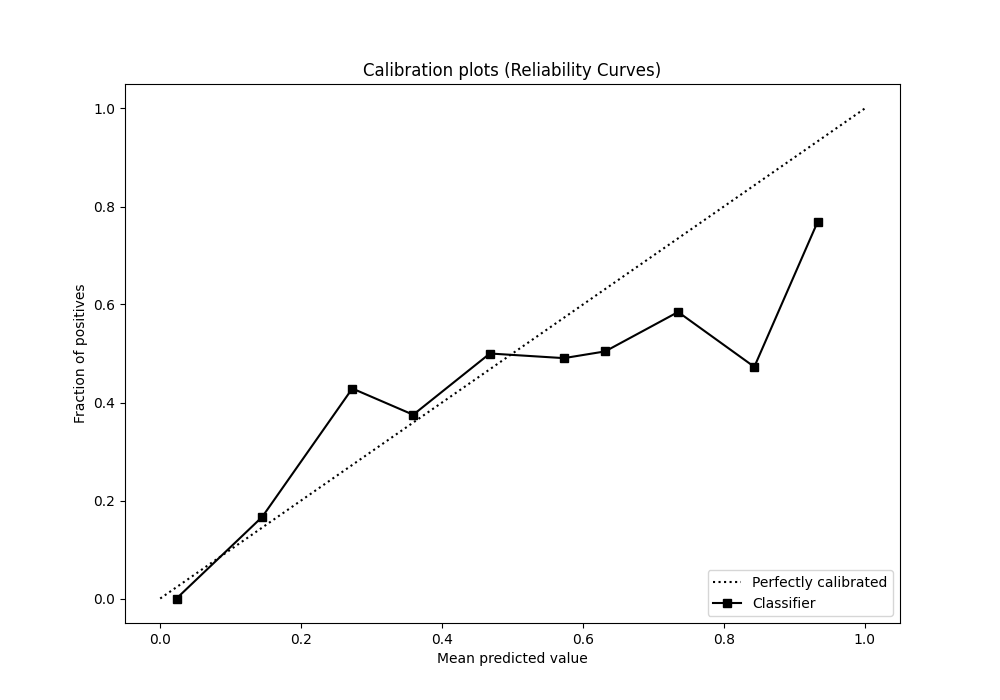 Calibration plots (Reliability Curves)
1.0
0.8
0.6
0.4
0.2
0.0
Fraction of positives
Perfectly calibrated
Classifier
0.0 0.2 0.4 0.6 0.8 1.0
Mean predicted value